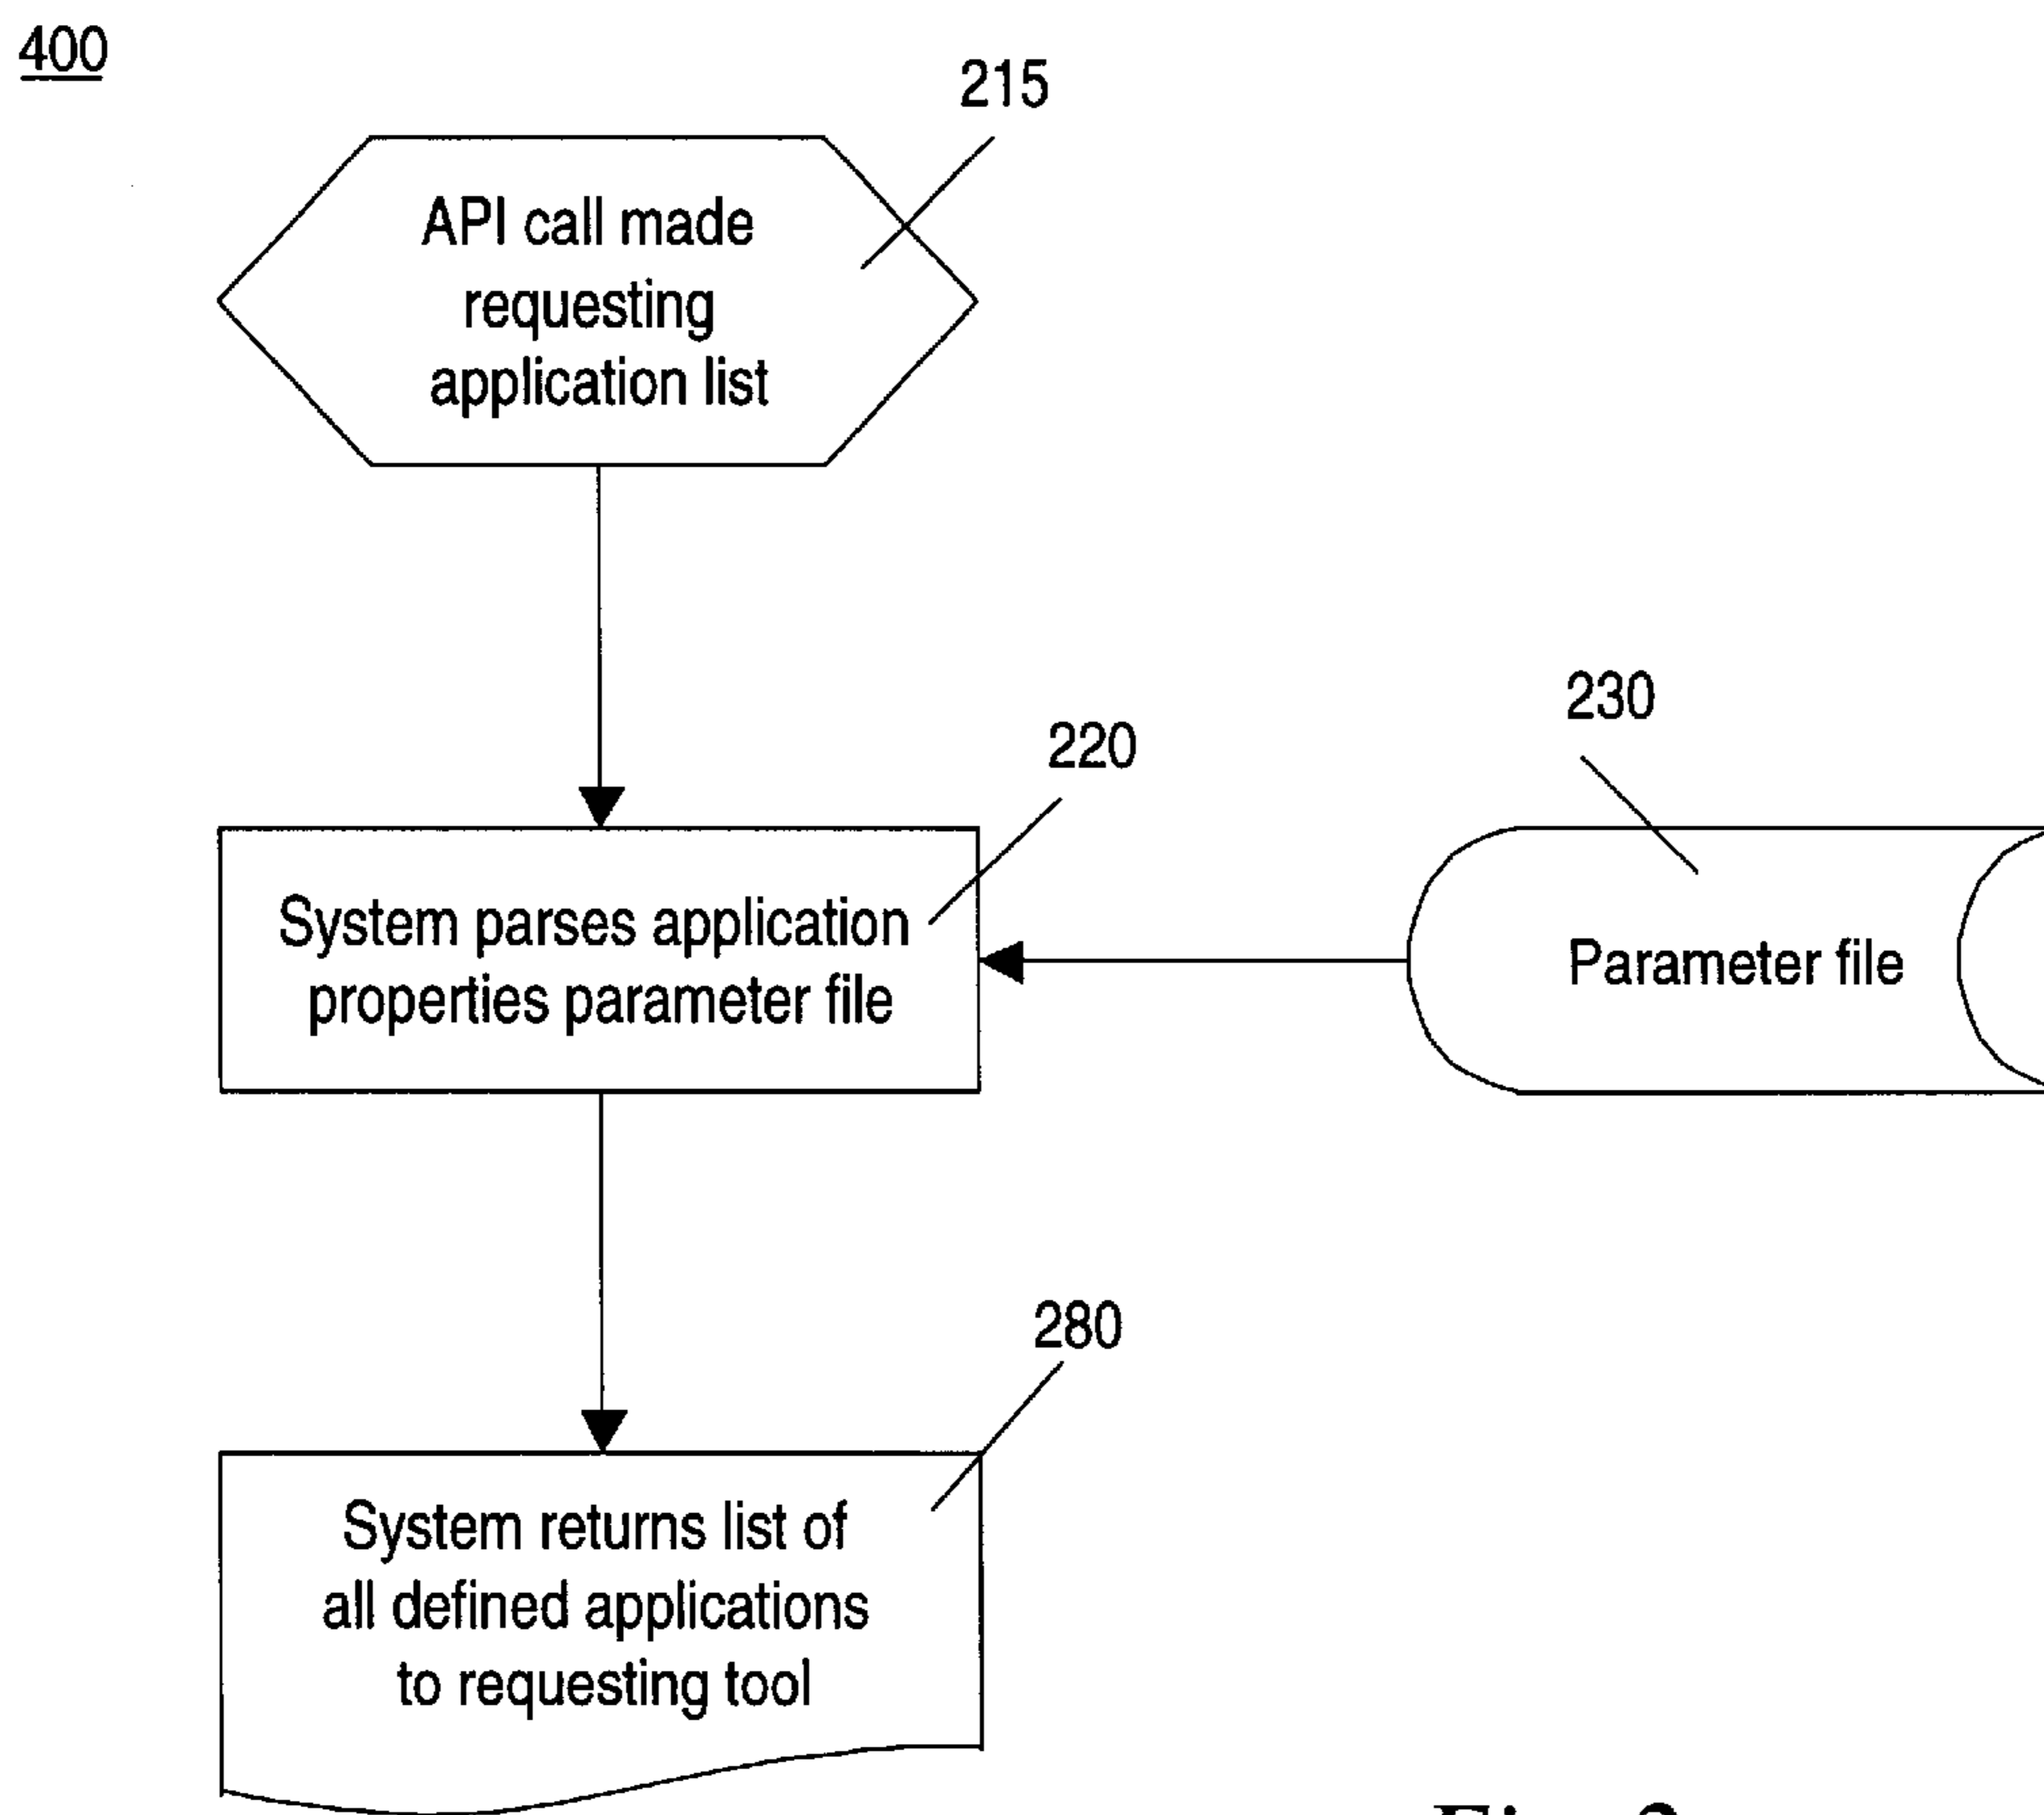 400
215
API call made
requesting
application list
230
220
System parses application
properties parameter file
Parameter file
280
System returns list of
all defined applications
to requesting tool